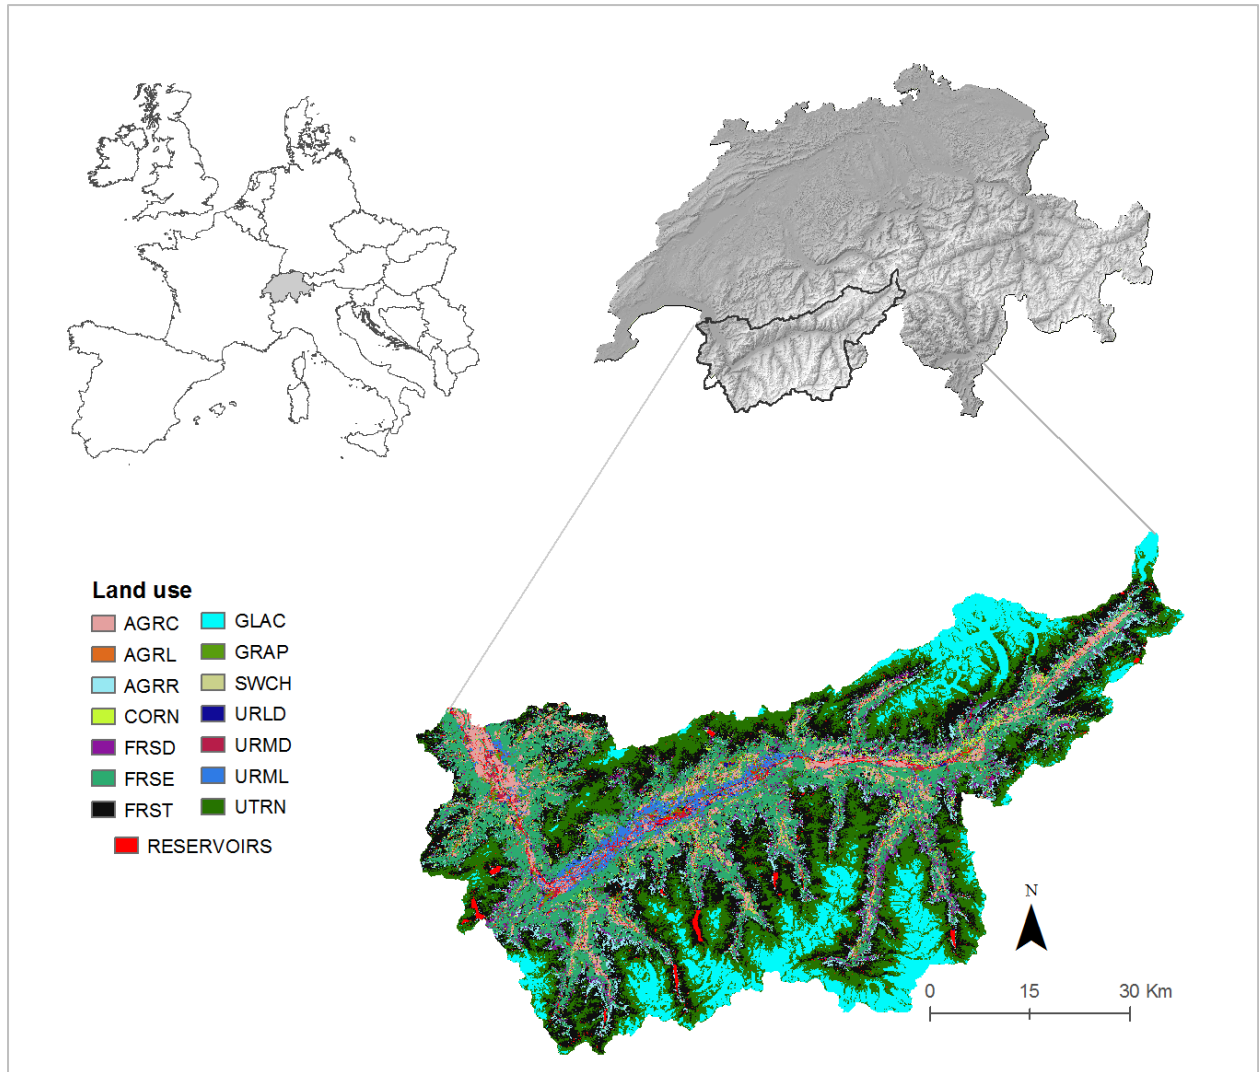 Land use
AGRC
AGRL
AGRR
CORN
FRSD
FRSE
FRST
GLAC
GRAP
SWCH
URLD
URMD
URML
UTRN
RESERVOIRS
N
0 15 30 Km